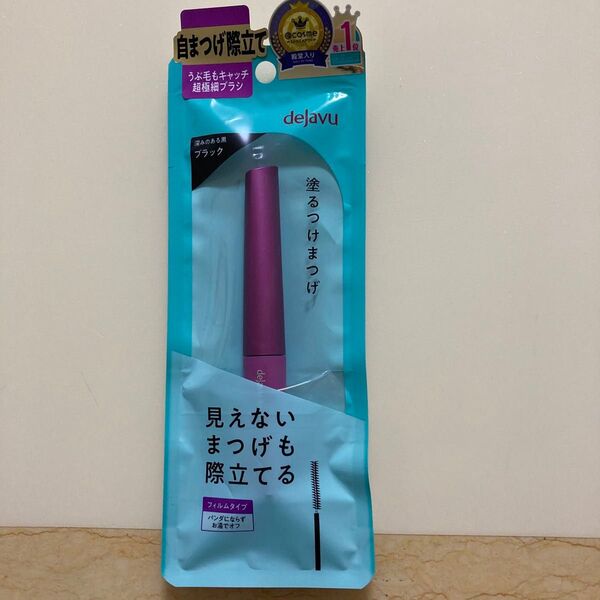 自まつげ際立て
うぶ毛もキャッチ
超極細ブラシ
@cosme
殿堂入り
売上1位
dejavu
深みのある黒
ブラック
塗るつけまつげ
見えない
まつげも
際立てる
フィルムタイプ
パンダにならず
お湯でオフ